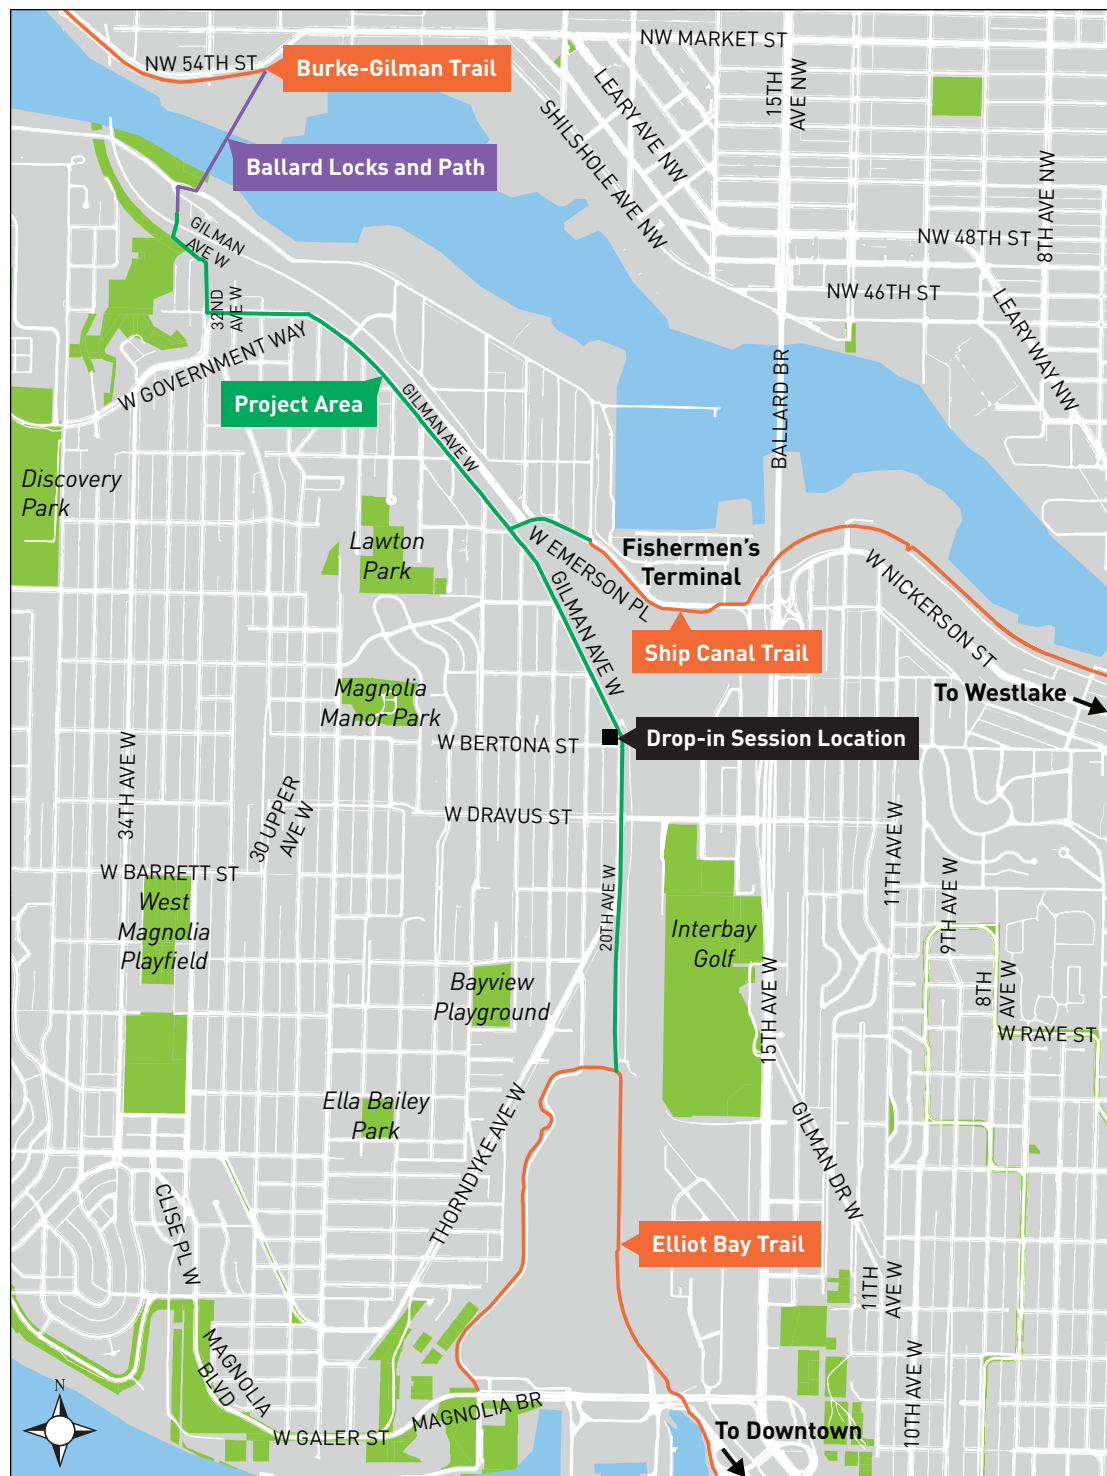 NW MARKET ST
NW 54TH ST
Burke-Gilman Trail
15TH
AVE NW
LEARY AVE NW
SHILSHOLE AVE NW
Ballard Locks and Path
8TH AVE NW
GILMAN
AVE W
NW 48TH ST
NW 46TH ST
32ND
AVE W
LEARY WAY NW
W GOVERNMENT WAY
BALLARD BR
Project Area
GILMAN AVE W
Discovery
Park
Lawton
Park
W EMERSON PL
Fishermen's
Terminal
W NICKERSON ST
GILMAN AVE W
Ship Canal Trail
Magnolia
Manor Park
To Westlake
W BERTONA ST
Drop-in Session Location
34TH AVE W
30 UPPER
AVE W
W DRAVUS ST
11TH AVE W
W BARRETT ST
West
Magnolia
Playfield
20TH AVE W
Interbay
Golf
9TH AVE W
Bayview
Playground
15TH AVE W
8TH
AVE W
W RAYE ST
Ella Bailey
Park
THORNDYKE AVE W
GILMAN DR W
CLISE PL W
Elliot Bay Trail
11TH
AVE W
MAGNOLIA
BLVD
10TH AVE W
N
MAGNOLIA BR
W GALER ST
To Downtown